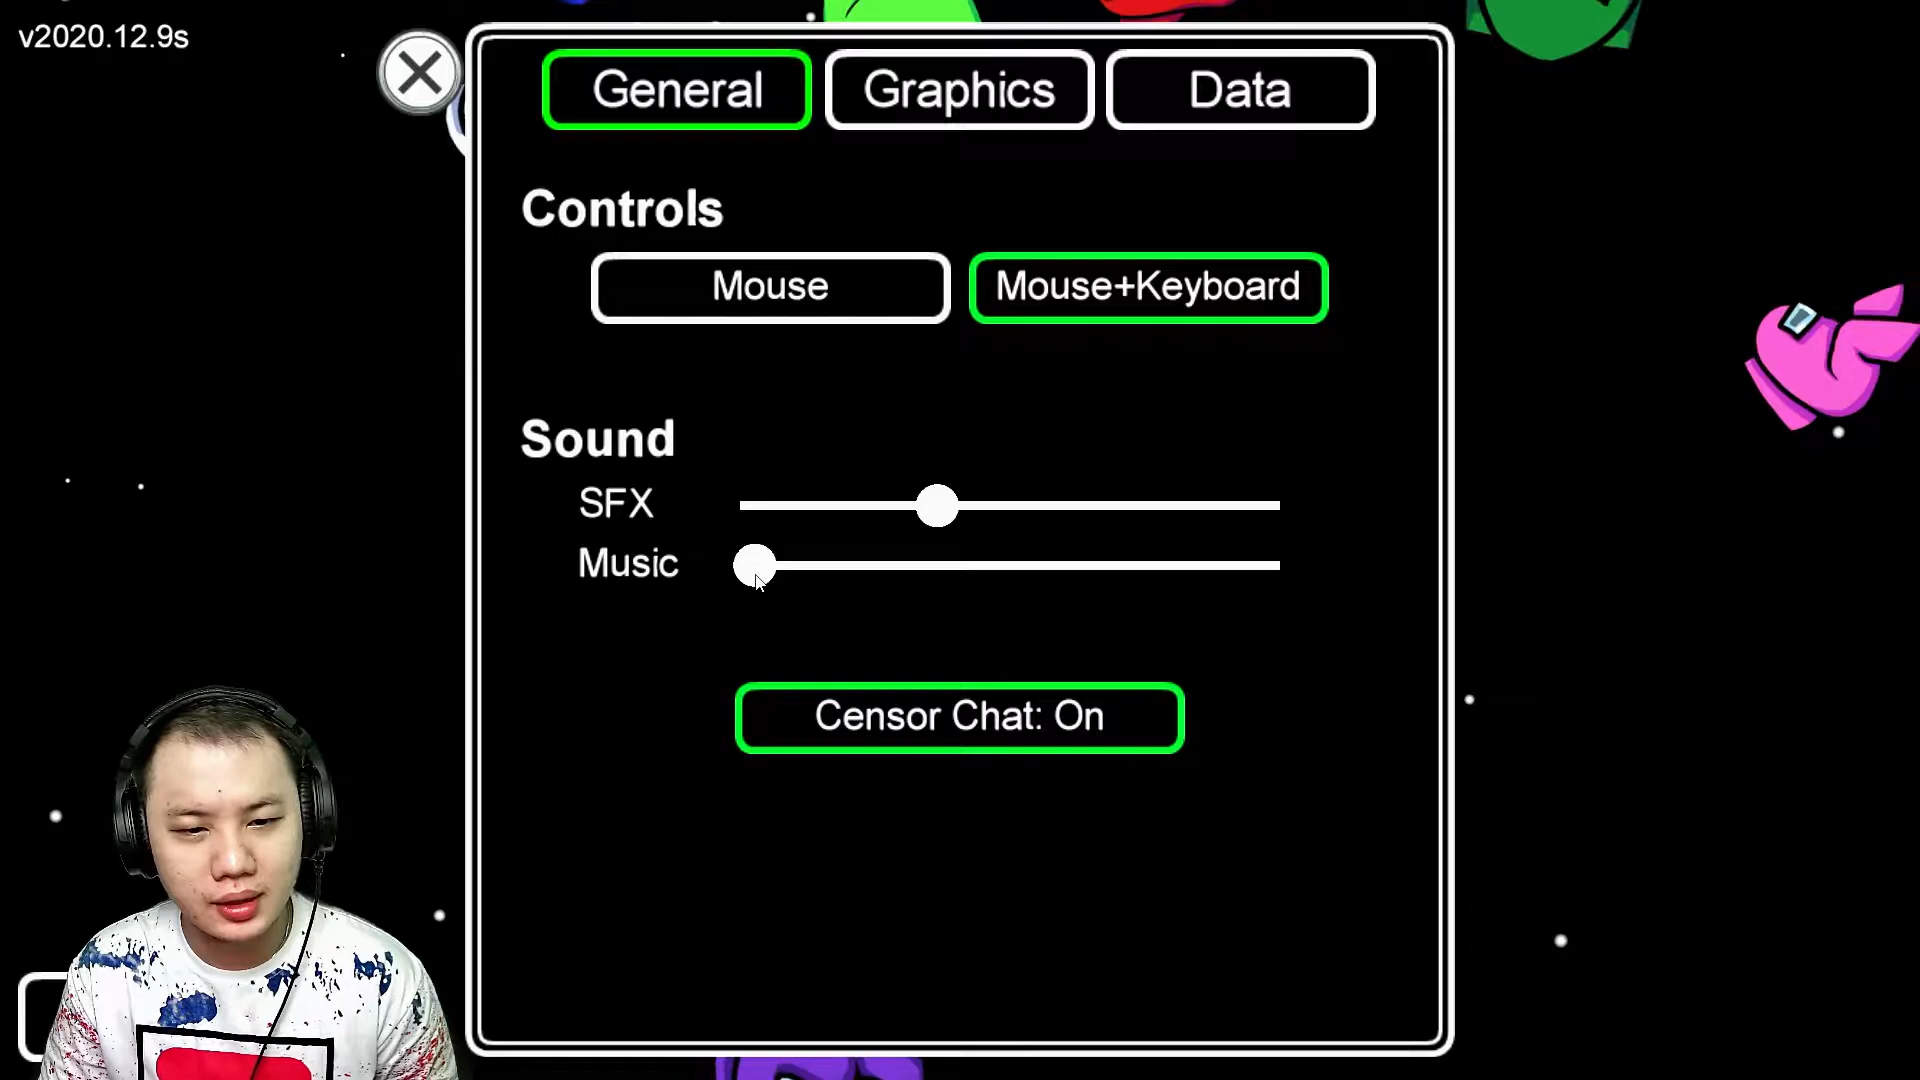 v2020.12.9s
General
Graphics
Data
Controls
Mouse
Mouse+Keyboard
Sound
SFX
Music
Censor Chat: On